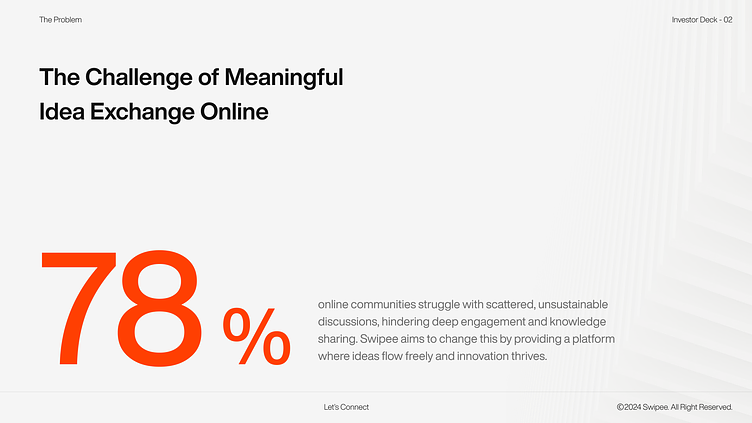 The Problem
Investor Deck - 02
The Challenge of Meaningful
Idea Exchange Online
78 %
online communities struggle with scattered, unsustainable
discussions, hindering deep engagement and knowledge
sharing. Swipee aims to change this by providing a platform
where ideas flow freely and innovation thrives.
Let's Connect
©2024 Swipee. All Right Reserved.